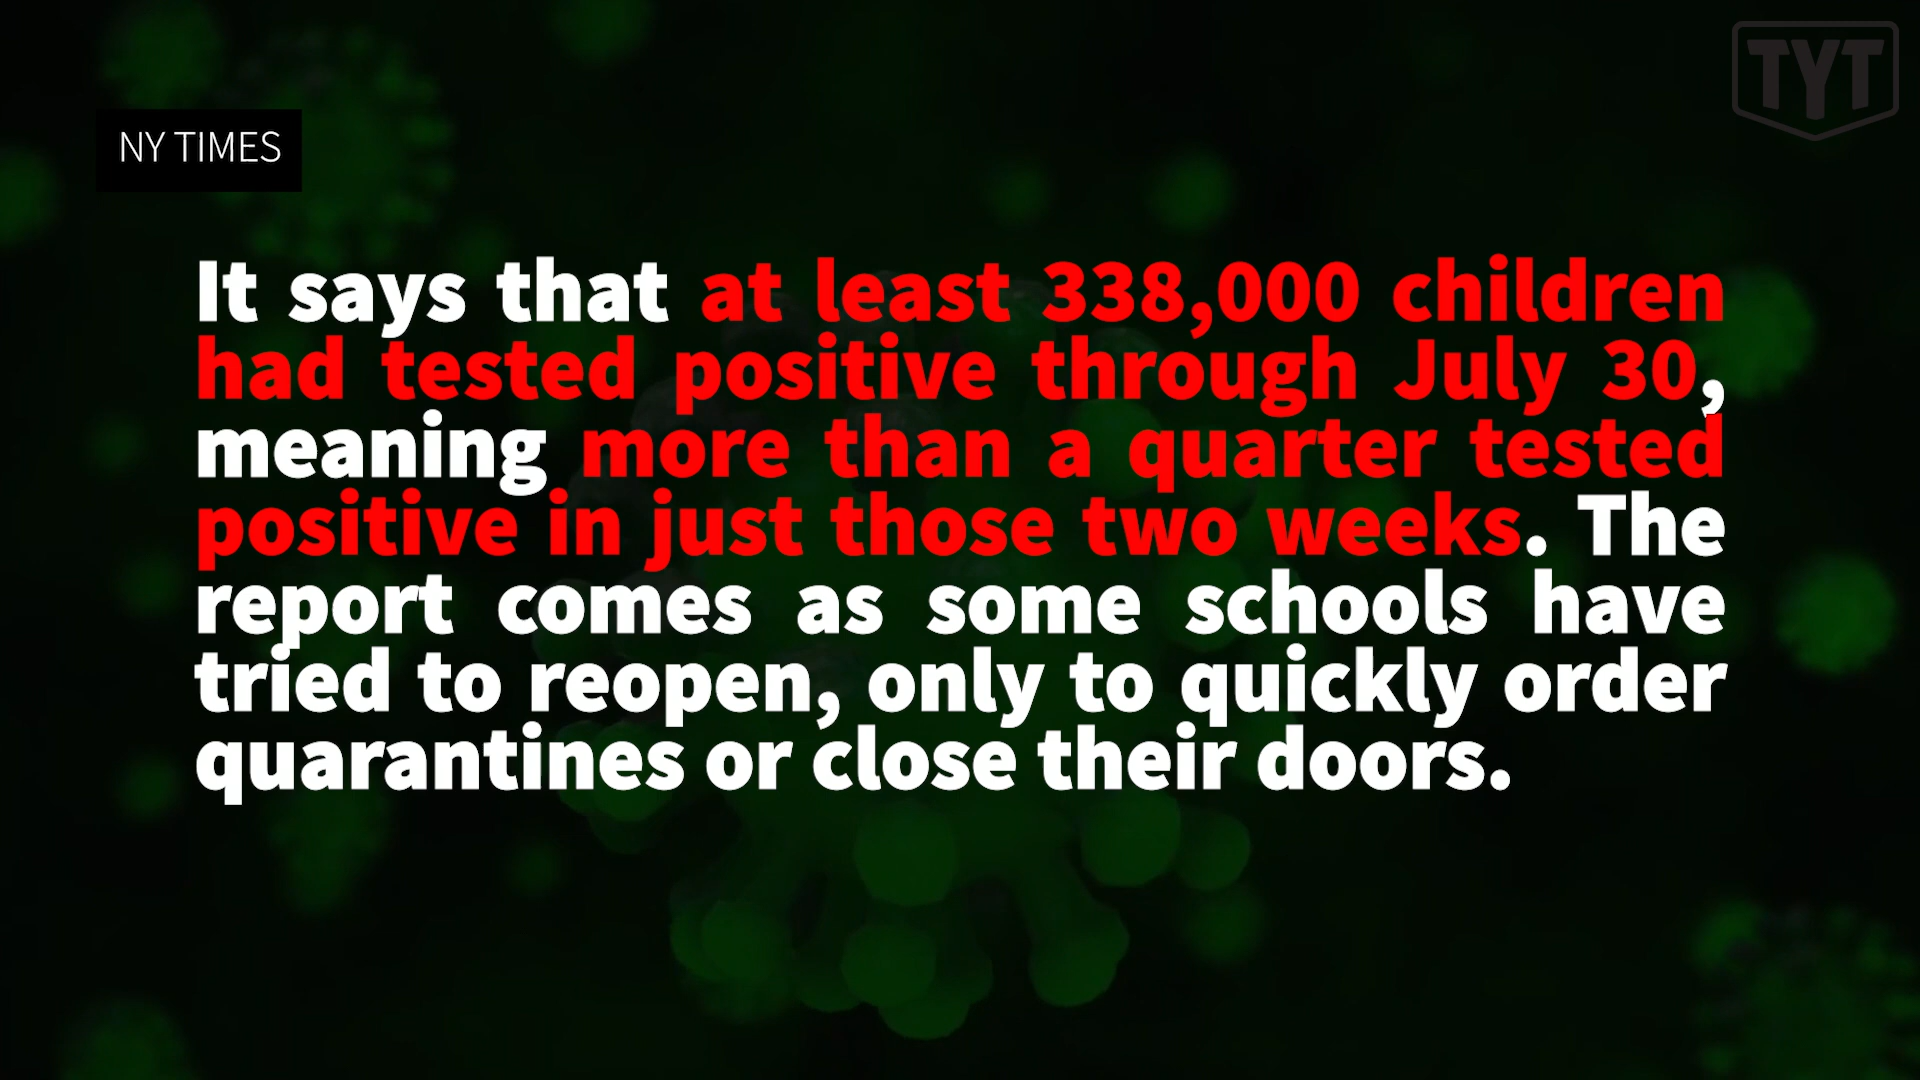 TYT
NY TIMES
It says that at least 338,000 children
had tested positive through July 30,
meaning more than a quarter tested
positive in just those two weeks. The
report comes as some schools have
tried to reopen, only to quickly order
quarantines or close their doors.